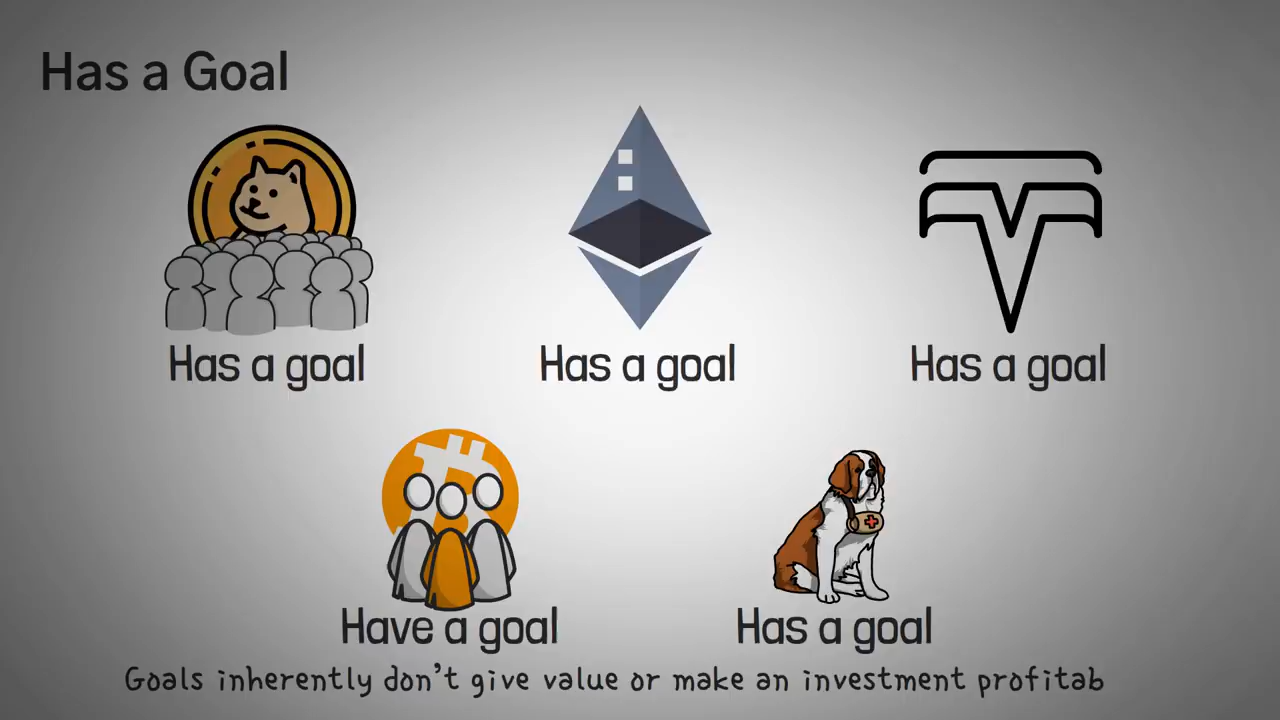 Has a Goal
Has a goal
Has a goal
Has a goal
Have a goal
Has a goal
Goals inherently don't give value or make an investment profitab